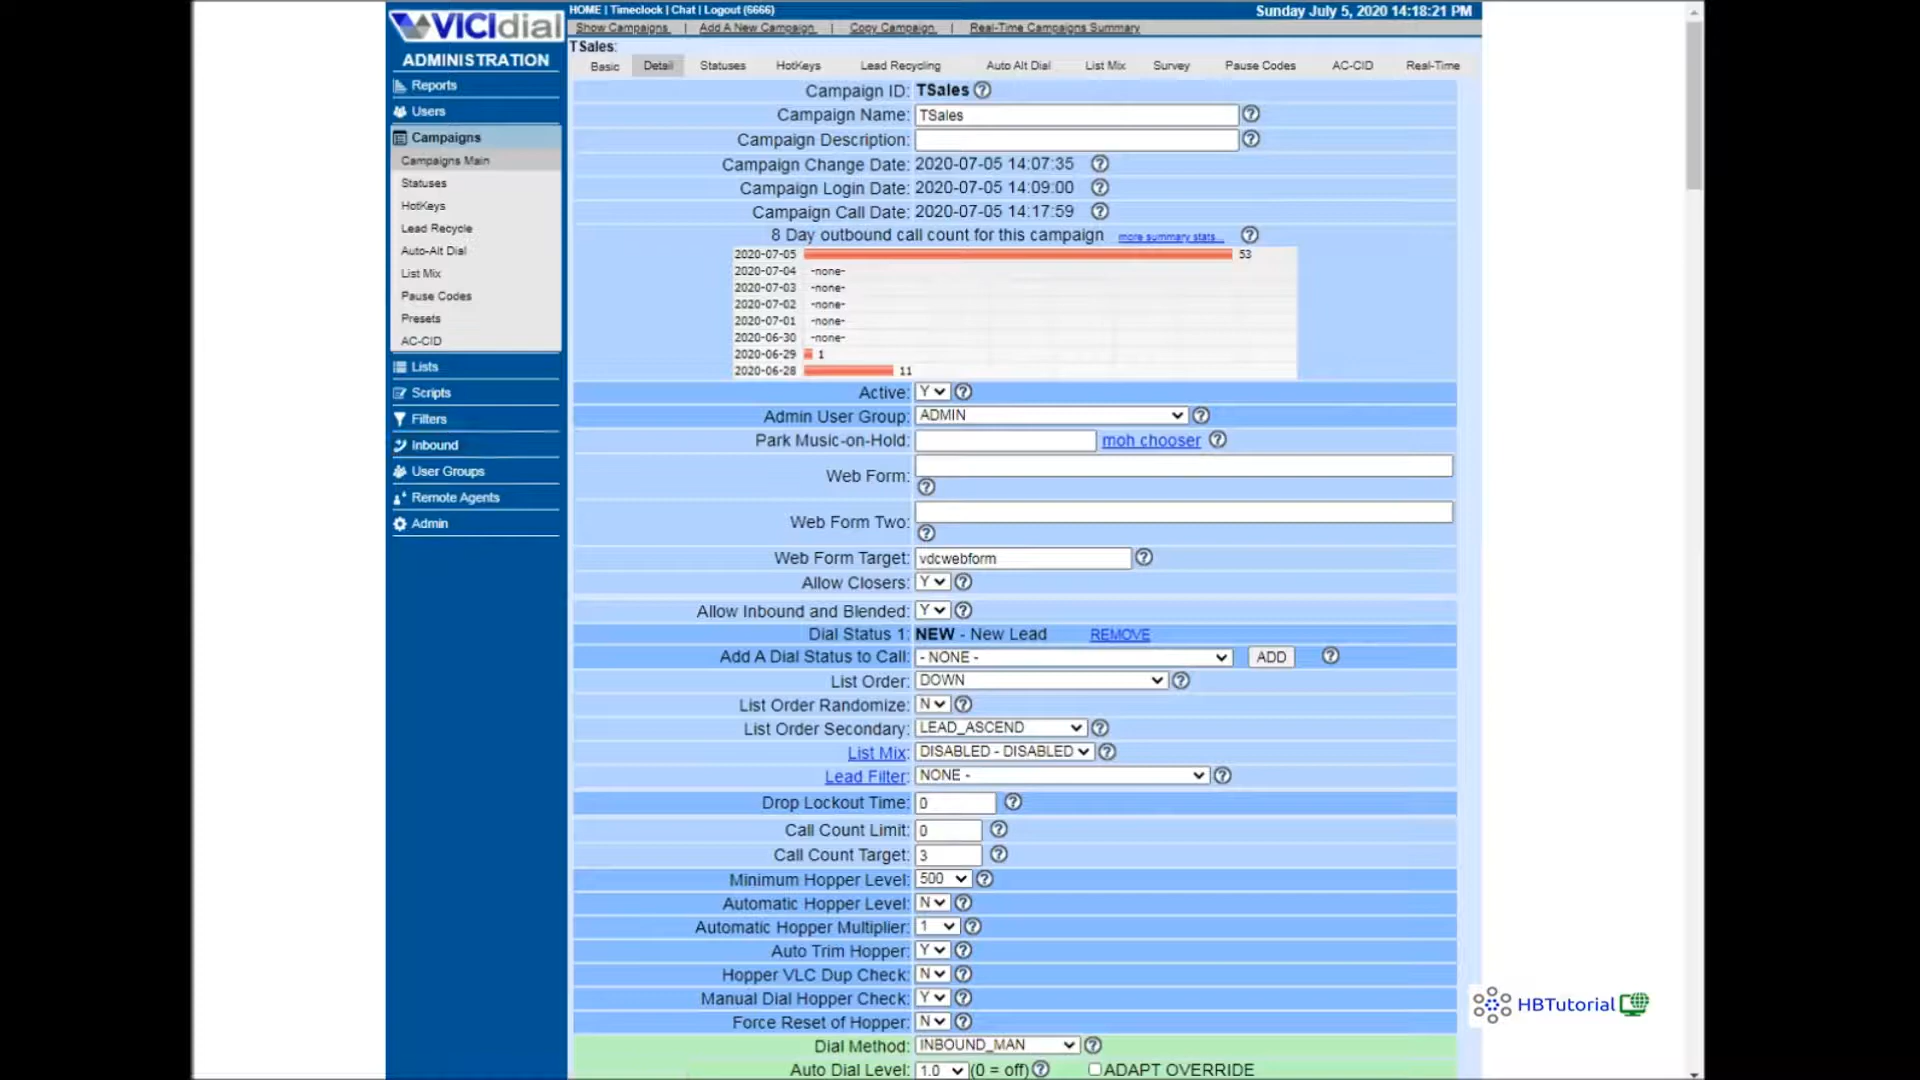 VICIdial
HOME | Timeclock | Chat | Logout (6666)
Sunday July 5, 2020 14:18:21 PM
Show Campaigns | Add A New Campaign | Copy Campaign | Real-Time Campaigns Summary
ADMINISTRATION
Reports
Users
Campaigns
Campaigns Main
Statuses
HotKeys
Lead Recycle
Auto-Alt Dial
List Mix
Pause Codes
Presets
AC-CID
Lists
Scripts
Filters
Inbound
User Groups
Remote Agents
Admin
TSales:
Basic Detail Statuses HotKeys Lead Recycling Auto Alt Dial List Mix Survey Pause Codes AC-CID Real-Time
Campaign ID: TSales
Campaign Name: TSales
Campaign Description:
Campaign Change Date: 2020-07-05 14:07:35
Campaign Login Date: 2020-07-05 14:09:00
Campaign Call Date: 2020-07-05 14:17:59
8 Day outbound call count for this campaign more summary stats...
2020-07-05 53
2020-07-04 -none-
2020-07-03 -none-
2020-07-02 -none-
2020-07-01 -none-
2020-06-30 -none-
2020-06-29 1
2020-06-28 11
Active: Y
Admin User Group: ADMIN
Park Music-on-Hold: moh chooser
Web Form:
Web Form Two:
Web Form Target: vdcwebform
Allow Closers: Y
Allow Inbound and Blended: Y
Dial Status 1: NEW - New Lead REMOVE
Add A Dial Status to Call: - NONE - ADD
List Order: DOWN
List Order Randomize: N
List Order Secondary: LEAD_ASCEND
List Mix: DISABLED - DISABLED
Lead Filter: NONE -
Drop Lockout Time: 0
Call Count Limit: 0
Call Count Target: 3
Minimum Hopper Level: 500
Automatic Hopper Level: N
Automatic Hopper Multiplier: 1
Auto Trim Hopper: Y
Hopper VLC Dup Check: N
Manual Dial Hopper Check: Y
Force Reset of Hopper: N
Dial Method: INBOUND_MAN
Auto Dial Level: 1.0 (0 = off) ADAPT OVERRIDE
HBTutorial